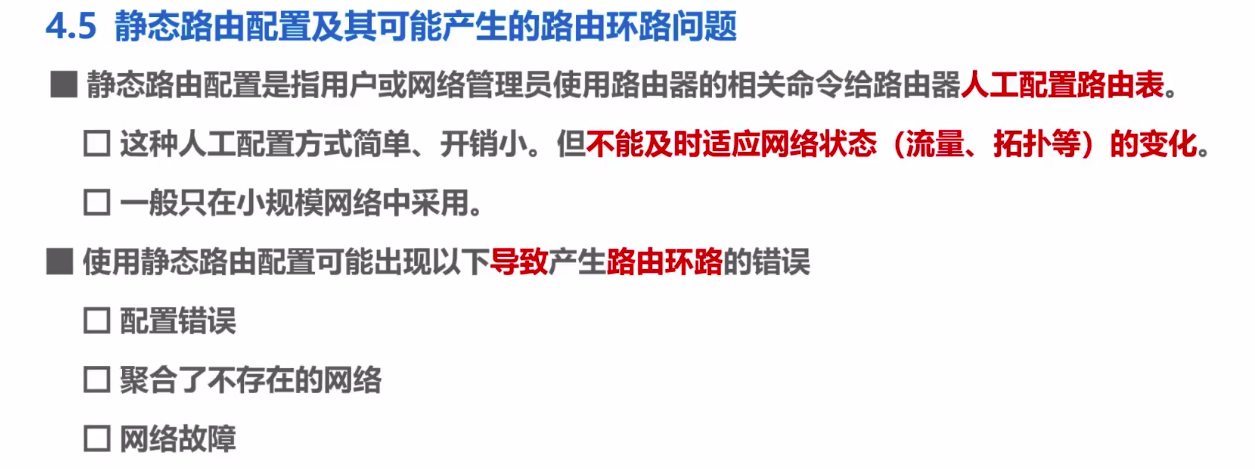 4.5 静态路由配置及其可能产生的路由环路问题
■ 静态路由配置是指用户或网络管理员使用路由器的相关命令给路由器人工配置路由表。
□ 这种人工配置方式简单、开销小。但不能及时适应网络状态（流量、拓扑等）的变化。
□ 一般只在小规模网络中采用。
■ 使用静态路由配置可能出现以下导致产生路由环路的错误
□ 配置错误
□ 聚合了不存在的网络
□ 网络故障